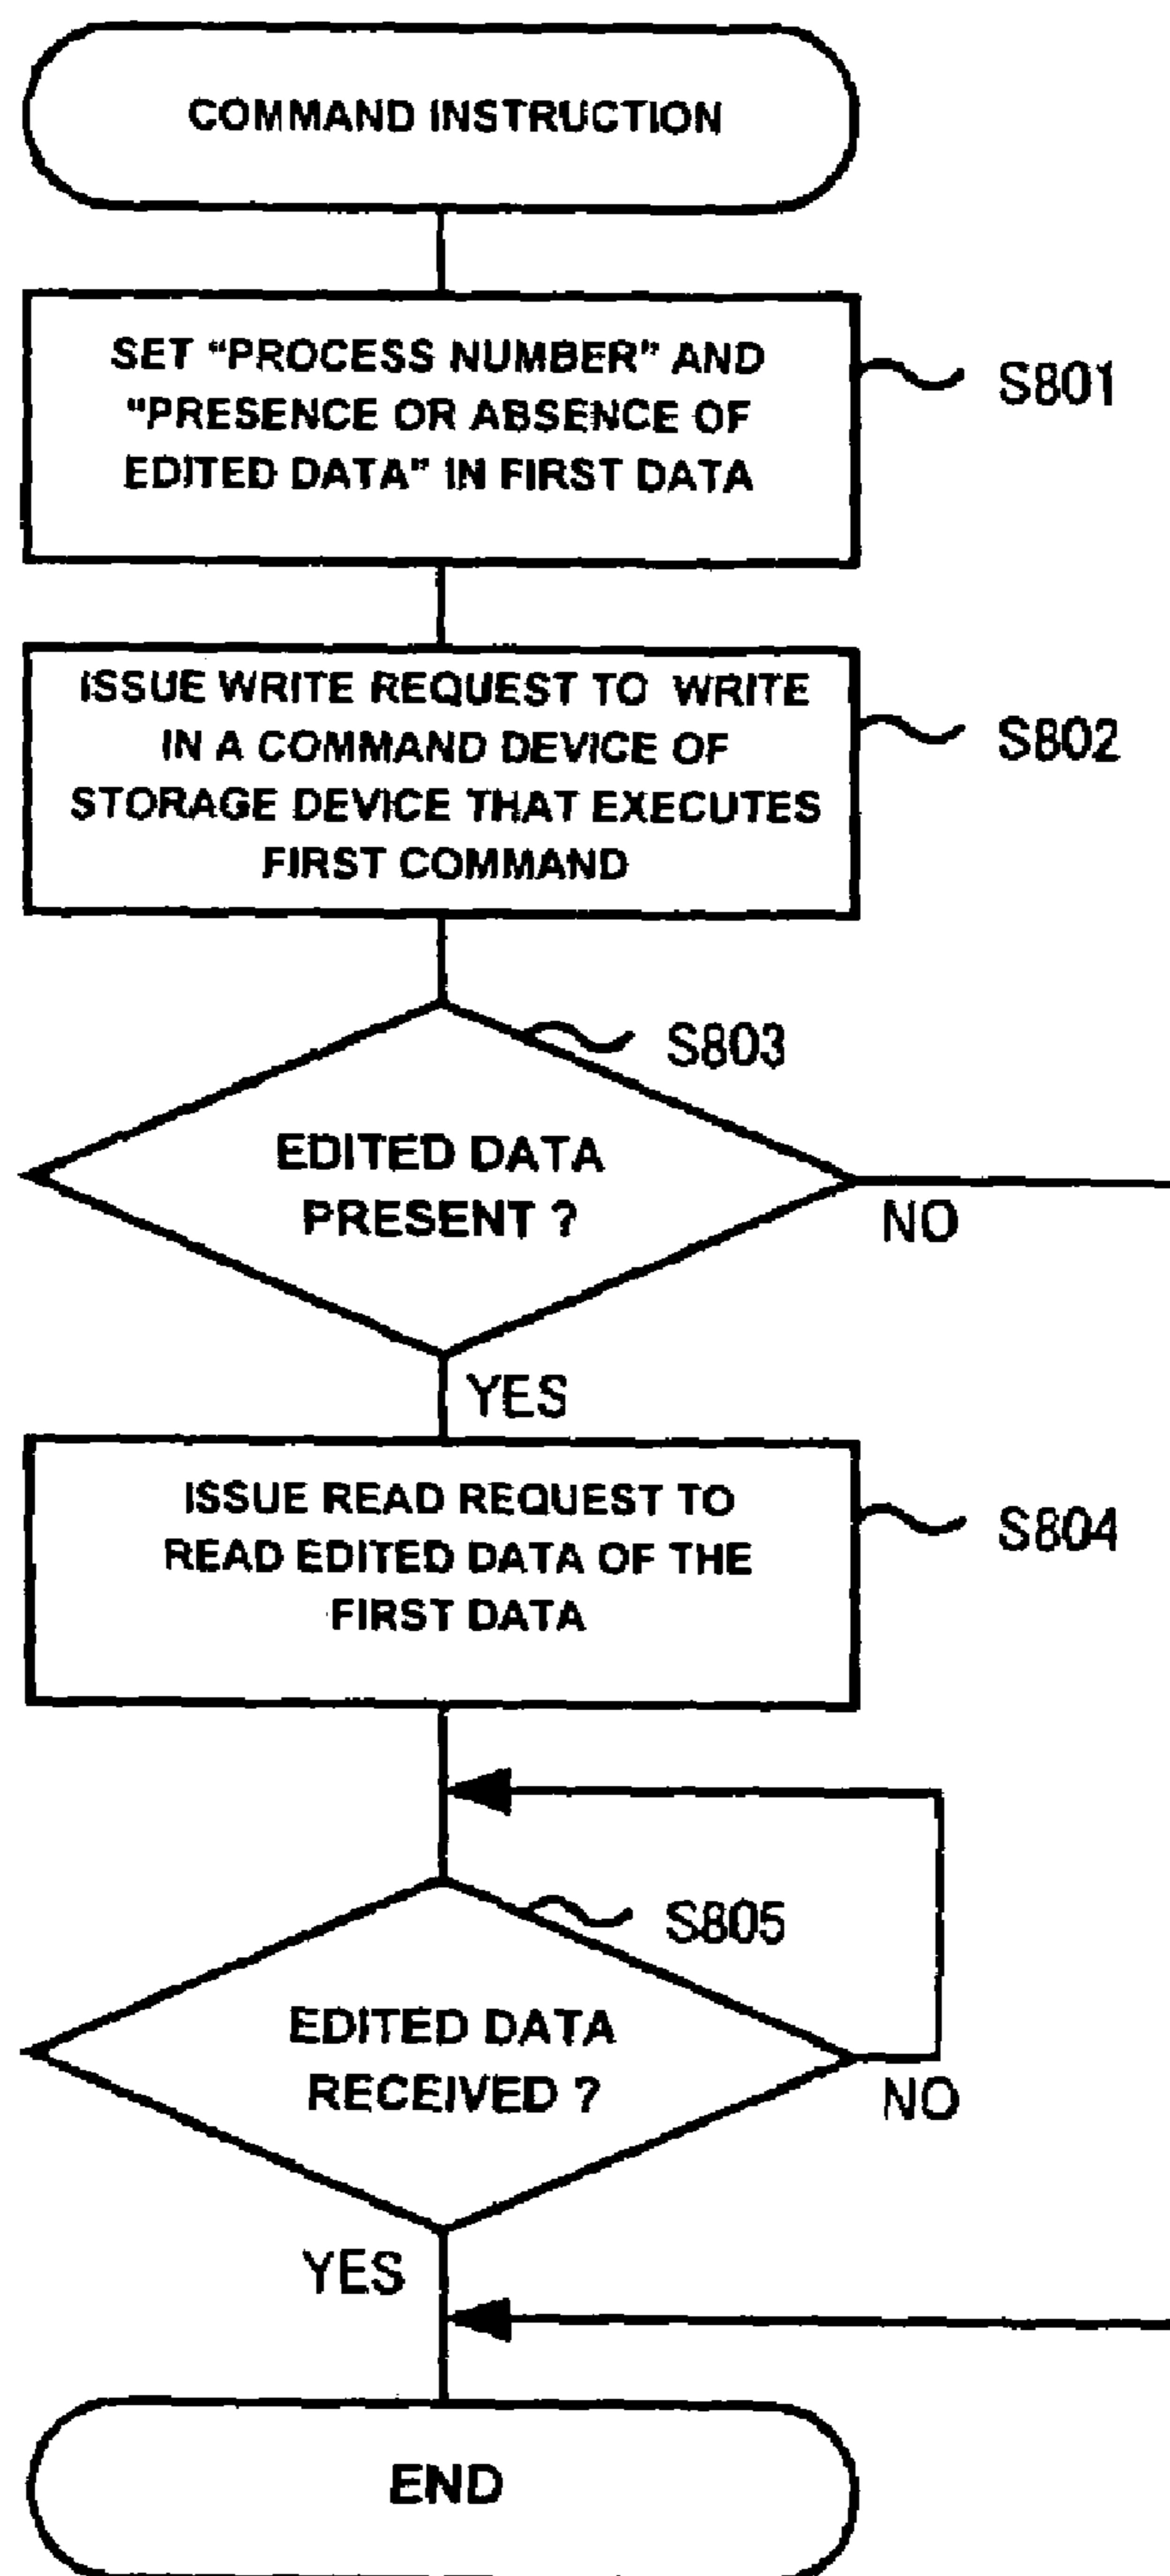 COMMAND INSTRUCTION
SET “PROCESS NUMBER” AND
“PRESENCE OR ABSENCE OF
EDITED DATA” IN FIRST DATA
S801
ISSUE WRITE REQUEST TO WRITE
IN A COMMAND DEVICE OF
STORAGE DEVICE THAT EXECUTES
FIRST COMMAND
S802
S803
EDITED DATA
PRESENT ?
NO
YES
ISSUE READ REQUEST TO
READ EDITED DATA OF THE
FIRST DATA
S804
S805
EDITED DATA
RECEIVED ?
NO
YES
END